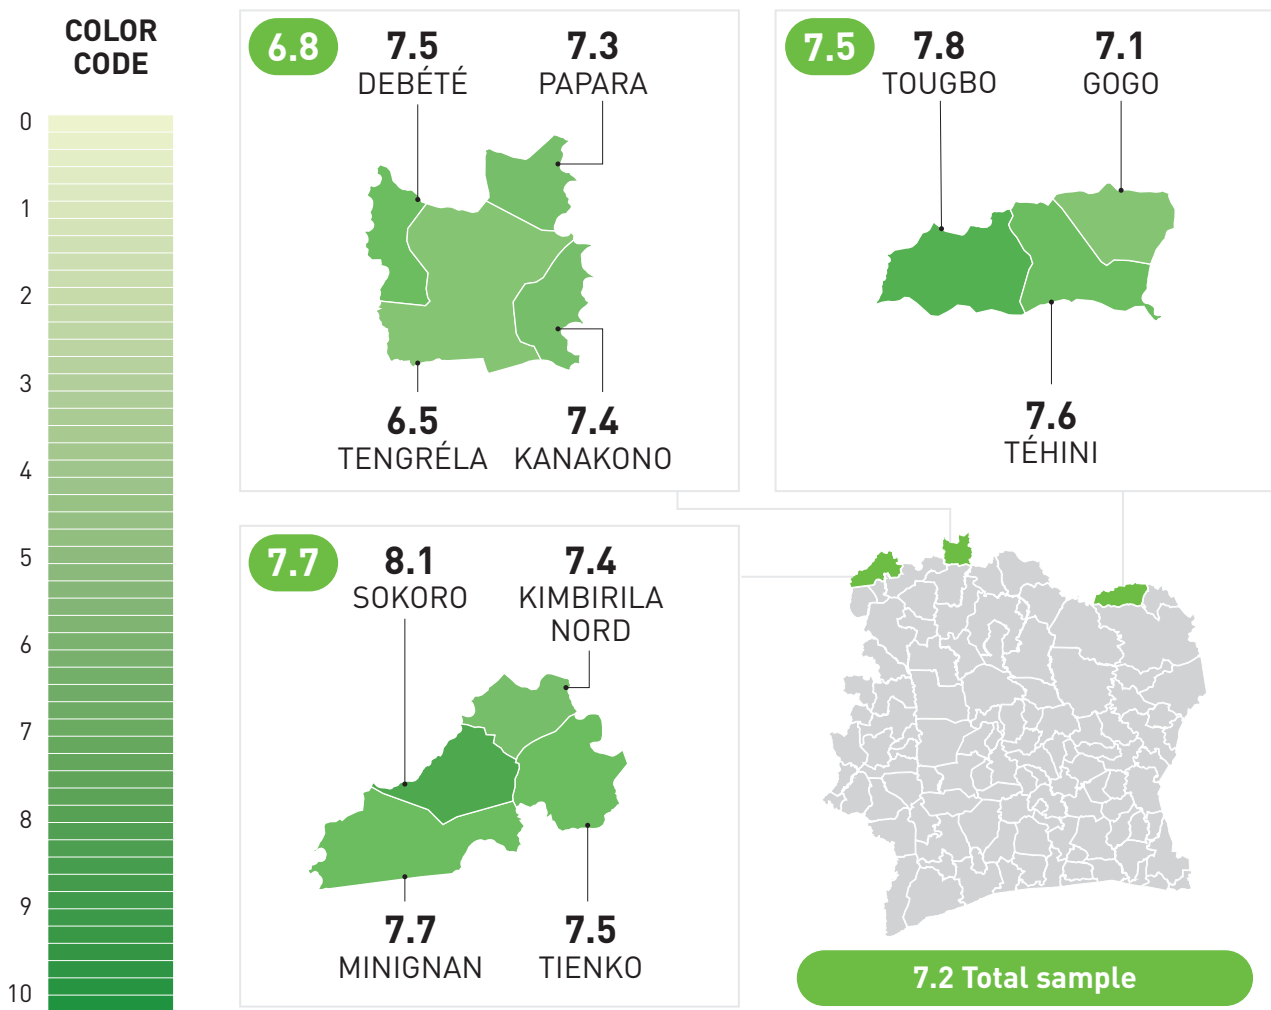 COLOR
CODE
0
1
2
3
4
5
6
7
8
9
10
6.8
7.5
DEBÉTÉ
7.3
PAPARA
6.5
TENGRÉLA
7.4
KANAKONO
7.5
7.8
TOUGBO
7.1
GOGO
7.6
TÉHINI
7.7
8.1
SOKORO
7.4
KIMBIRILA
NORD
7.7
MINIGNAN
7.5
TIENKO
7.2 Total sample